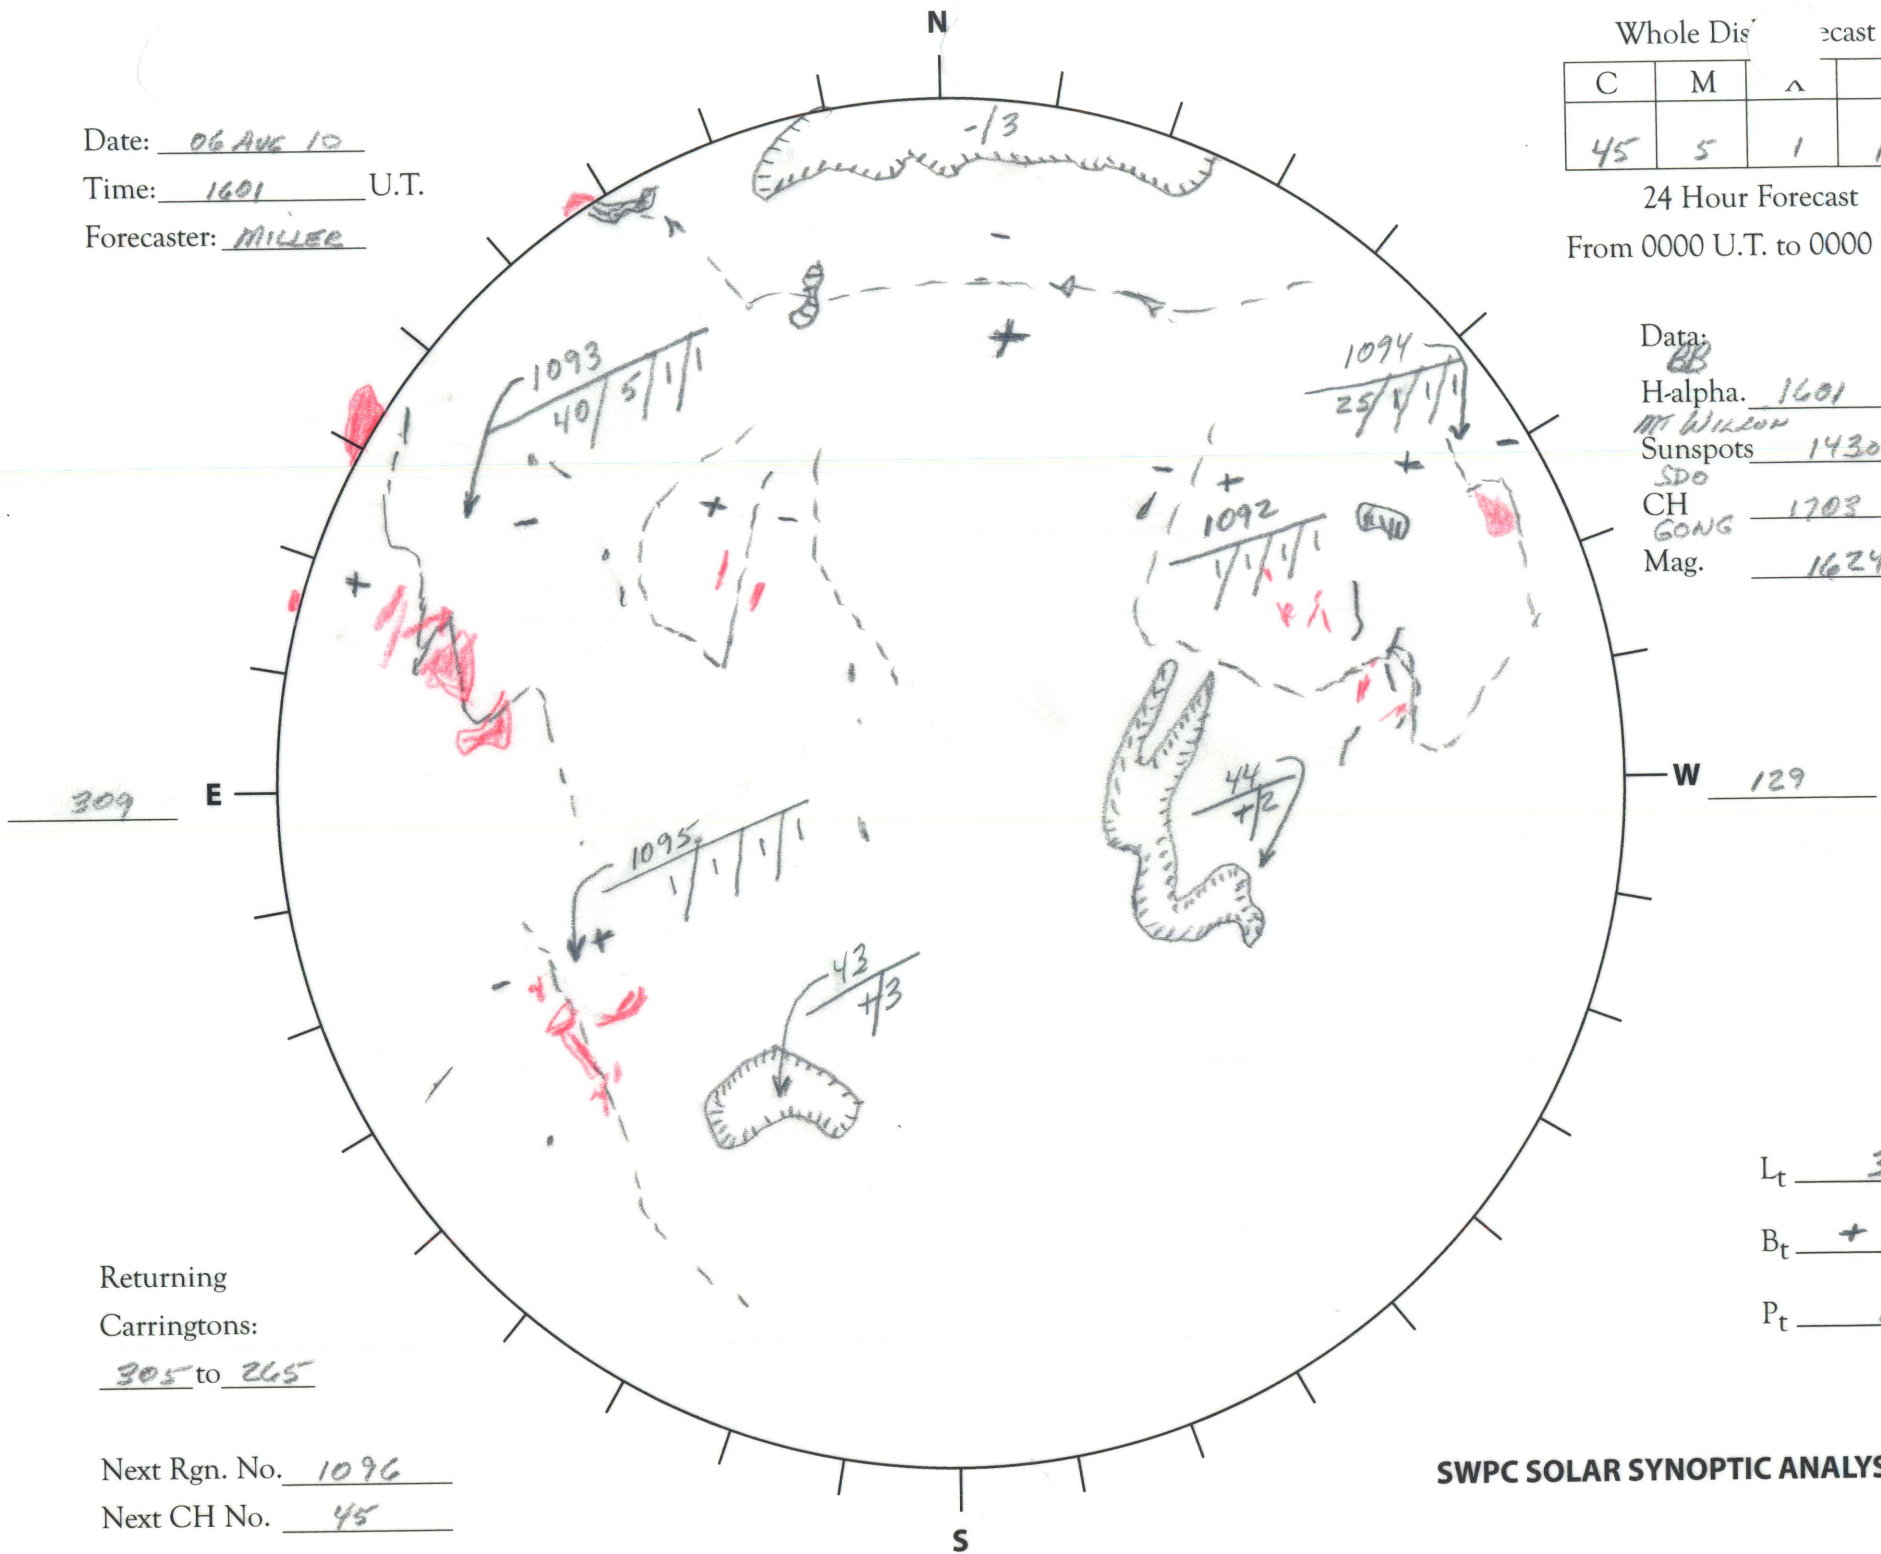 N
Whole Dis ecast
C M
45 5 1 1
24 Hour Forecast
From 0000 U.T. to 0000
Date: 06 AUG 10
Time: 1601 U.T.
Forecaster: MILLER
-/3
-
+
1093
40/5/1/1
1094
25/1/1/1
Data:
BB
H-alpha. 1601
MT WILSON
Sunspots 1430
SDO
CH 1703
GONG
Mag. 1624
- +
+ -
- + -
1092
1/1/1/1
+
309 E
W 129
44
+/2
1095
1/1/1/1
+
-
43
+/3
Lt 3
Bt +
Pt
Returning
Carringtons:
305 to 265
Next Rgn. No. 1096
Next CH No. 45
SWPC SOLAR SYNOPTIC ANALYS
S